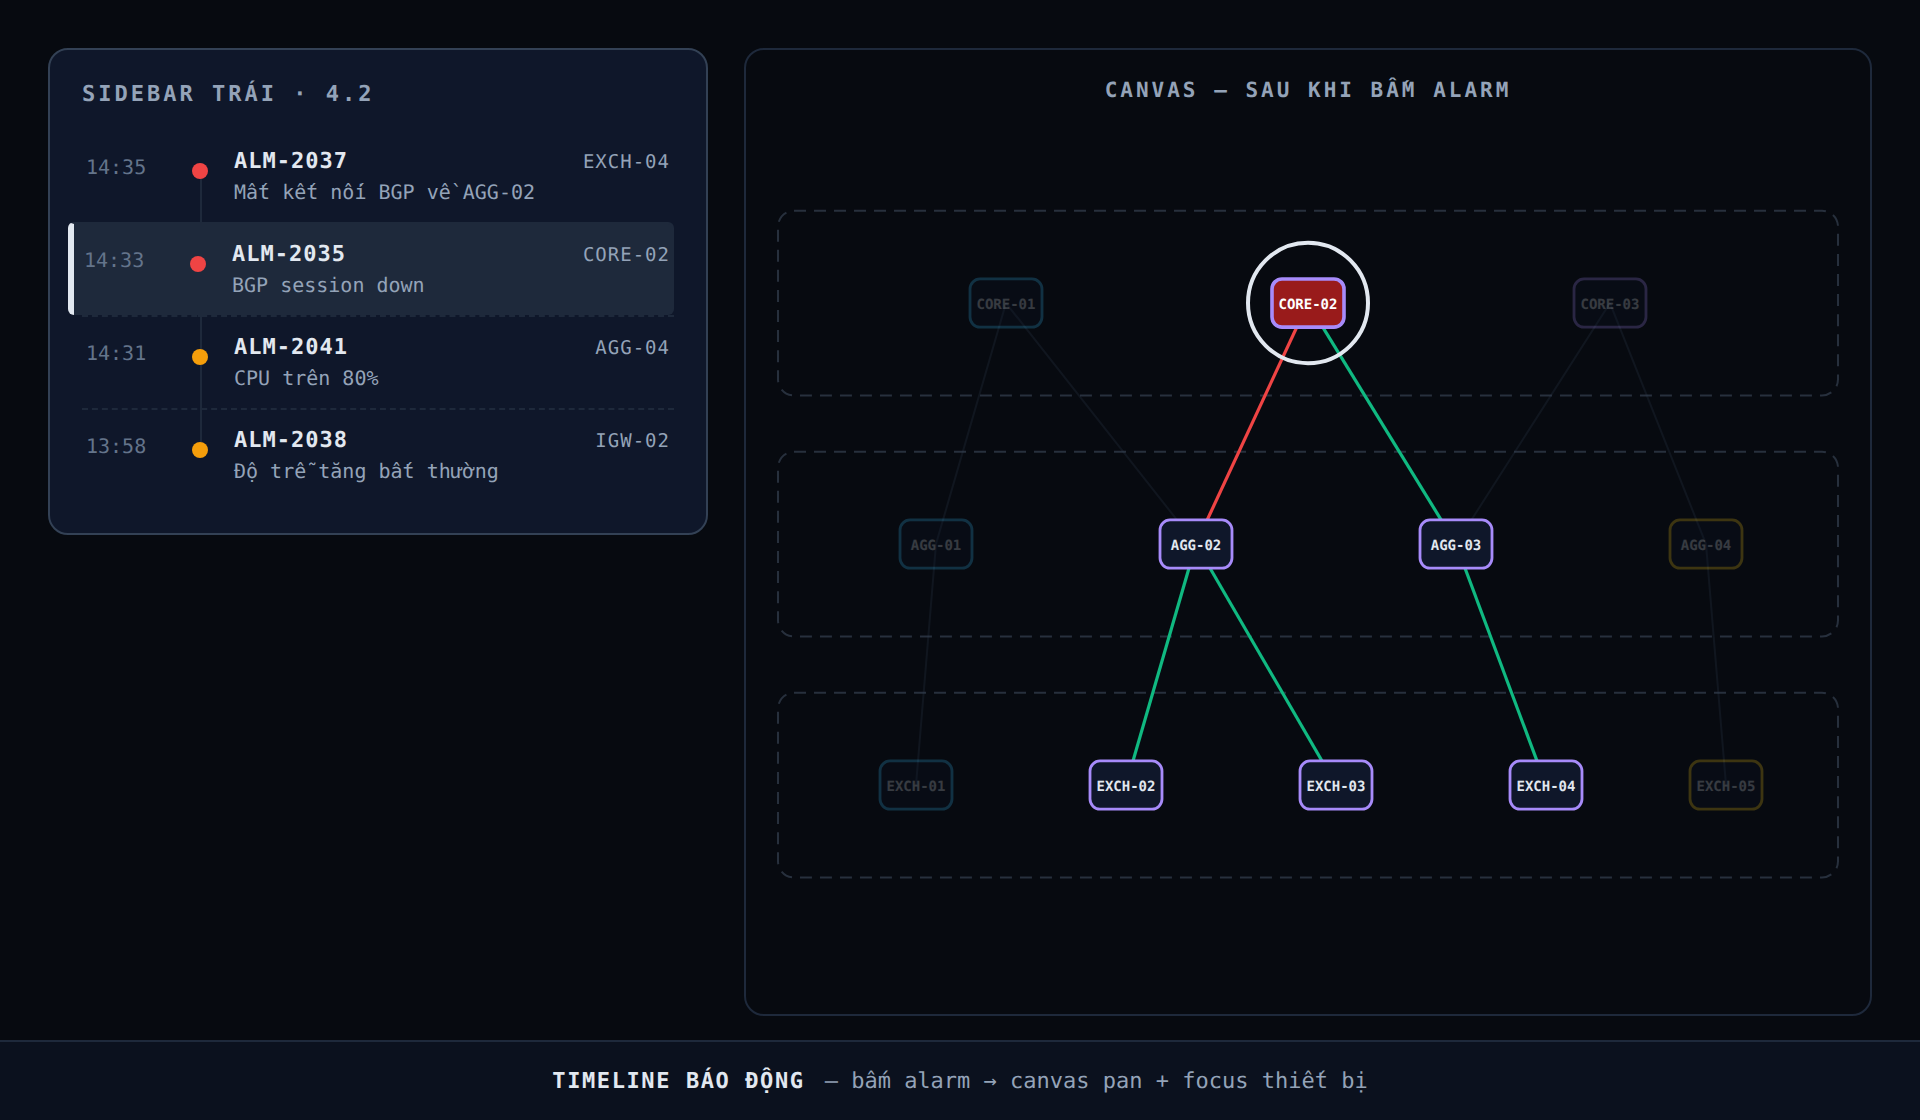 SIDEBAR TRÁI · 4.2
14:35 ALM-2037 EXCH-04
Mất kết nối BGP về AGG-02
14:33 ALM-2035 CORE-02
BGP session down
14:31 ALM-2041 AGG-04
CPU trên 80%
13:58 ALM-2038 IGW-02
Độ trễ tăng bất thường
CANVAS — SAU KHI BẤM ALARM
CORE-01 CORE-02 CORE-03
AGG-01 AGG-02 AGG-03 AGG-04
EXCH-01 EXCH-02 EXCH-03 EXCH-04 EXCH-05
TIMELINE BÁO ĐỘNG — bấm alarm → canvas pan + focus thiết bị